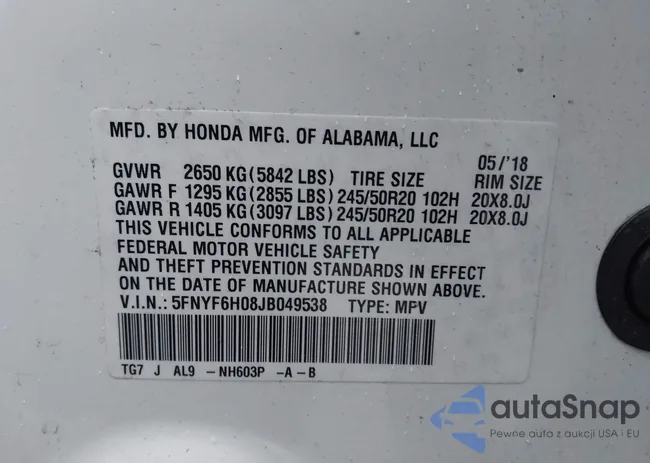 MFD. BY HONDA MFG. OF ALABAMA, LLC
05/'18
GVWR 2650 KG(5842 LBS) TIRE SIZE RIM SIZE
GAWR F 1295 KG(2855 LBS) 245/50R20 102H 20X8.0J
GAWR R 1405 KG(3097 LBS) 245/50R20 102H 20X8.0J
THIS VEHICLE CONFORMS TO ALL APPLICABLE
FEDERAL MOTOR VEHICLE SAFETY
AND THEFT PREVENTION STANDARDS IN EFFECT
ON THE DATE OF MANUFACTURE SHOWN ABOVE.
V.I.N.: 5FNYF6H08JB049538 TYPE: MPV
TG7 J AL9 -NH603P -A-B
autaSnap
Pewne auta z aukcji USA i EU